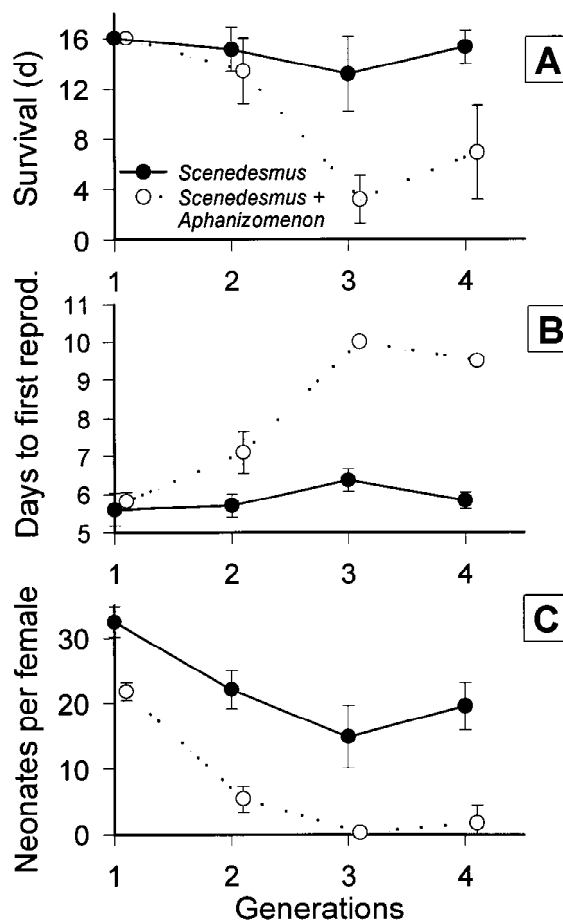 16
12
8
4
0
Survival (d)
A
Scenedesmus
Scenedesmus +
Aphanizomenon
1 2 3 4
11
10
9
8
7
6
5
Days to first reprod.
B
1 2 3 4
30
20
10
0
Neonates per female
C
1 2 3 4
Generations